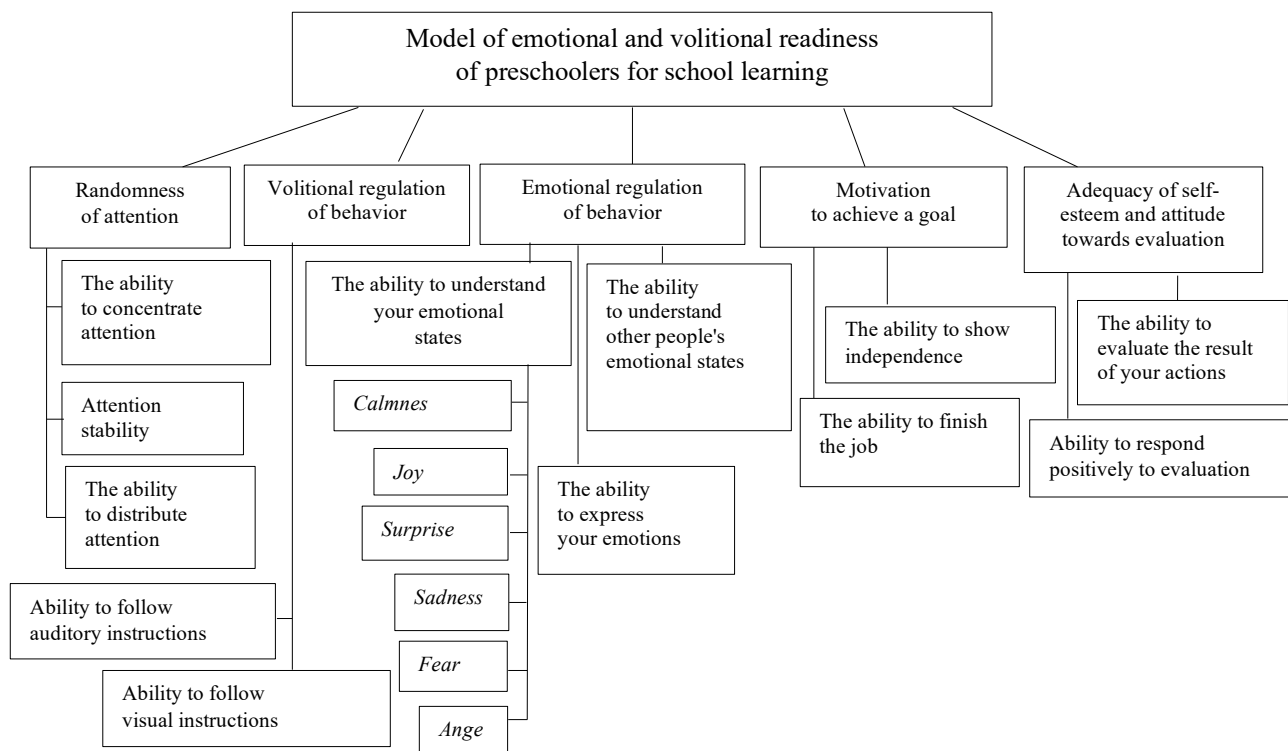 Model of emotional and volitional readiness
of preschoolers for school learning
Randomness
of attention
Volitional regulation
of behavior
Emotional regulation
of behavior
Motivation
to achieve a goal
Adequacy of self-
esteem and attitude
towards evaluation
The ability
to concentrate
attention
Attention
stability
The ability
to distribute
attention
Ability to follow
auditory instructions
Ability to follow
visual instructions
The ability to understand
your emotional
states
Calmnes
Joy
Surprise
Sadness
Fear
Ange
The ability
to understand
other people's
emotional states
The ability
to express
your emotions
The ability to show
independence
The ability to finish
the job
The ability to
evaluate the result
of your actions
Ability to respond
positively to evaluation